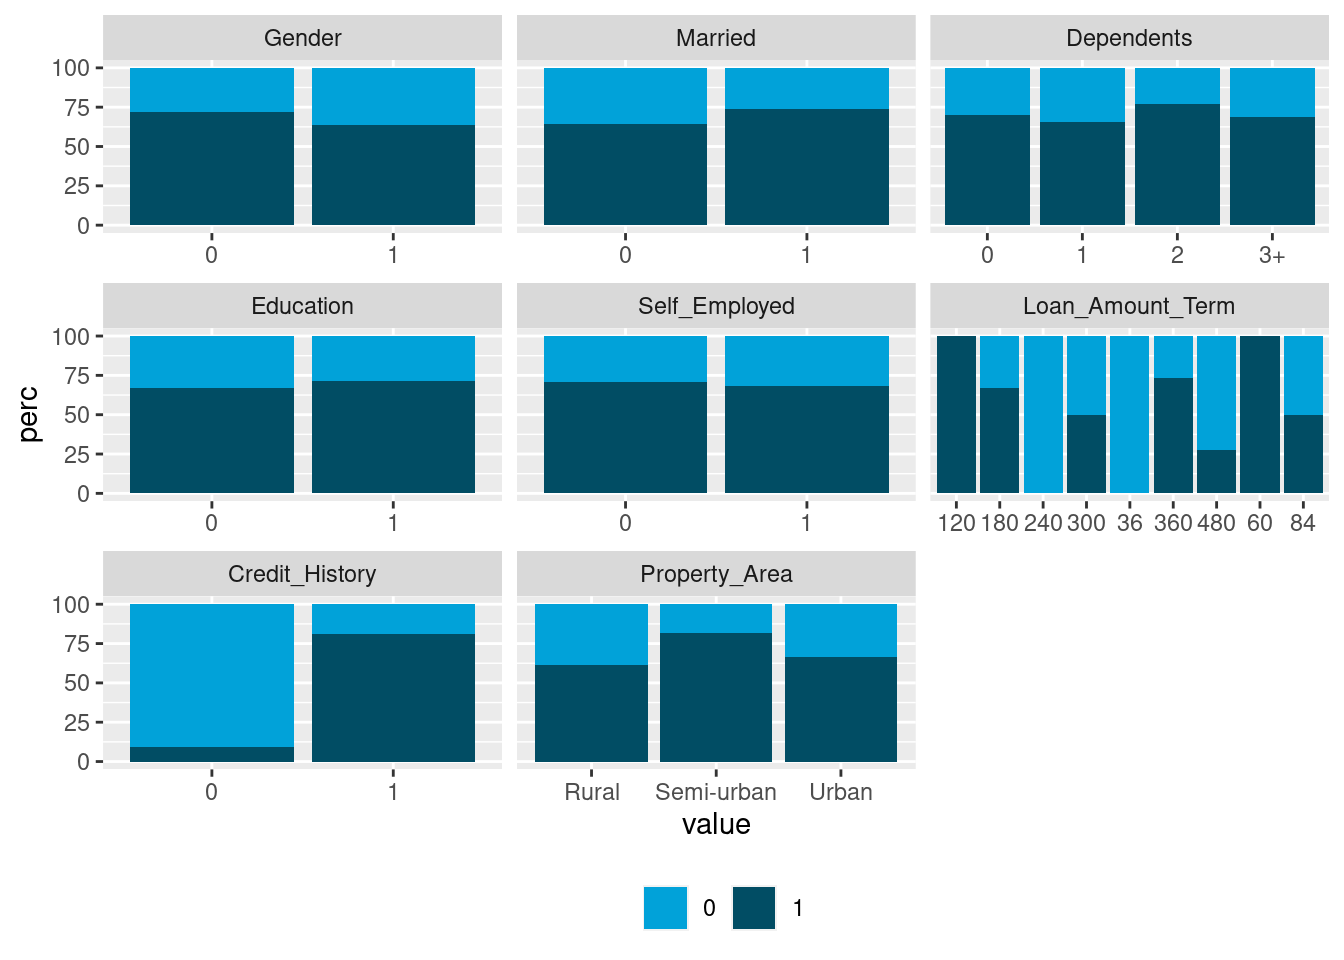 Gender Married Dependents
100
75
50
25
0
0 1 0 1 0 1 2 3+
Education Self_Employed Loan_Amount_Term
100
75
50
25
0
0 1 0 1 120 180 240 300 36 360 480 60 84
perc
Credit_History Property_Area
100
75
50
25
0
0 1 Rural Semi-urban Urban
value
0 1